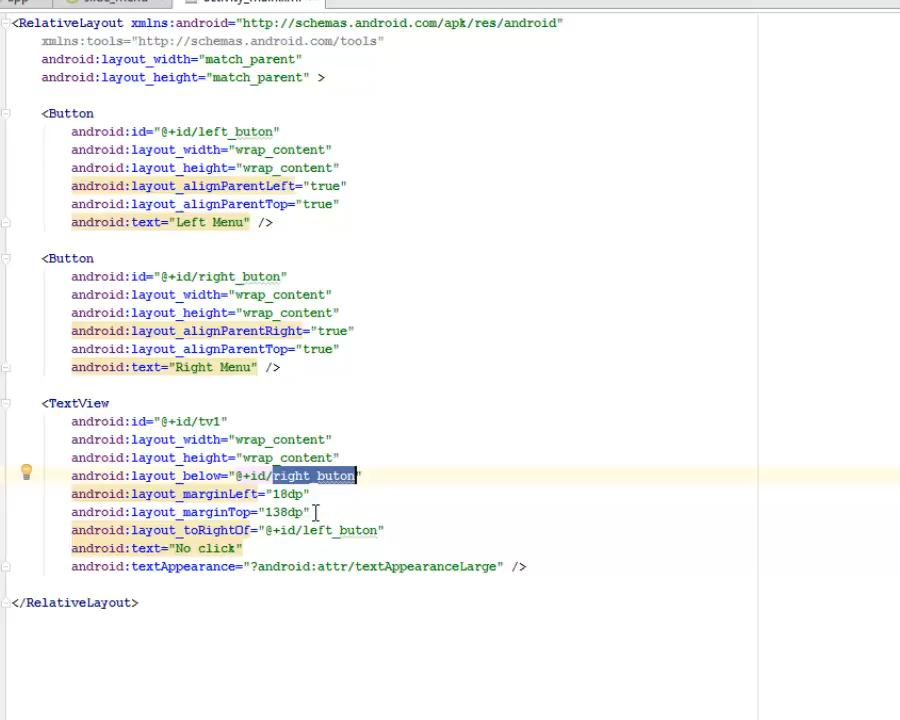 <RelativeLayout xmlns:android="http://schemas.android.com/apk/res/android"
xmlns:tools="http://schemas.android.com/tools"
android:layout_width="match_parent"
android:layout_height="match_parent" >
<Button
android:id="@+id/left_buton"
android:layout_width="wrap_content"
android:layout_height="wrap_content"
android:layout_alignParentLeft="true"
android:layout_alignParentTop="true"
android:text="Left Menu" />
<Button
android:id="@+id/right_buton"
android:layout_width="wrap_content"
android:layout_height="wrap_content"
android:layout_alignParentRight="true"
android:layout_alignParentTop="true"
android:text="Right Menu" />
<TextView
android:id="@+id/tv1"
android:layout_width="wrap_content"
android:layout_height="wrap_content"
android:layout_below="@+id/right_buton"
android:layout_marginLeft="18dp"
android:layout_marginTop="138dp"
android:layout_toRightOf="@+id/left_buton"
android:text="No click"
android:textAppearance="?android:attr/textAppearanceLarge" />
</RelativeLayout>